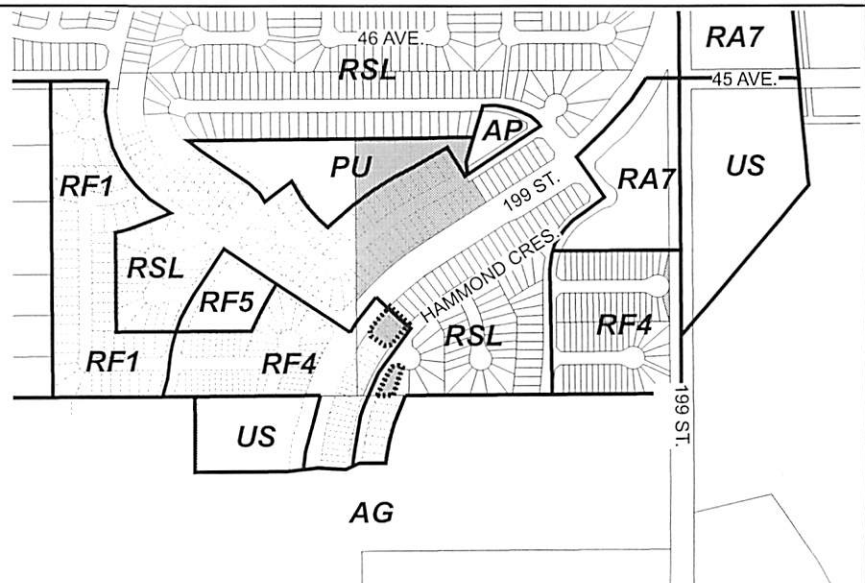 46 AVE.
RSL
RA7
45 AVE.
AP
PU
RF1
RA7
US
199 ST.
RSL
HAMMOND CRES.
RF5
RSL
RF4
RF1
RF4
199 ST.
US
AG